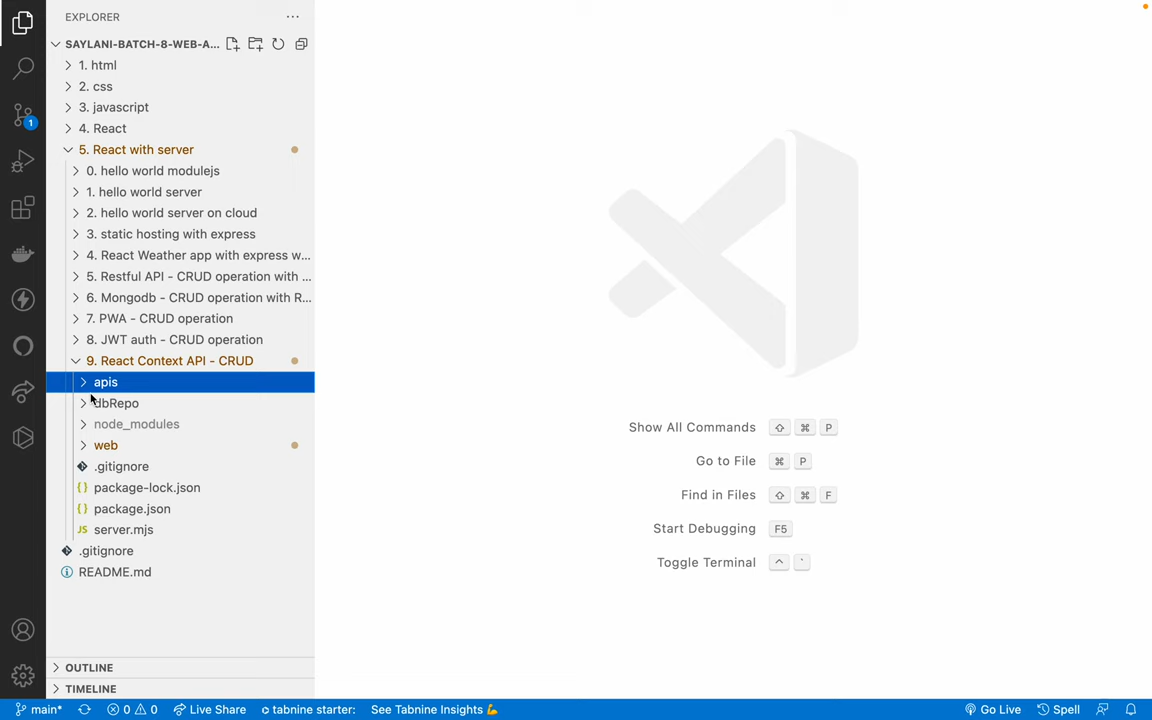 EXPLORER
SAYLANI-BATCH-8-WEB-A...
1. html
2. css
3. javascript
4. React
5. React with server
0. hello world modulejs
1. hello world server
2. hello world server on cloud
3. static hosting with express
4. React Weather app with express w...
5. Restful API - CRUD operation with ...
6. Mongodb - CRUD operation with R...
7. PWA - CRUD operation
8. JWT auth - CRUD operation
9. React Context API - CRUD
apis
dbRepo
node_modules
web
.gitignore
{} package-lock.json
{} package.json
JS server.mjs
.gitignore
README.md
OUTLINE
TIMELINE
1
Show All Commands ⇧ ⌘ P
Go to File ⌘ P
Find in Files ⇧ ⌘ F
Start Debugging F5
Toggle Terminal ^ `
main* 0 0 Live Share tabnine starter: See Tabnine Insights 💪 Go Live Spell